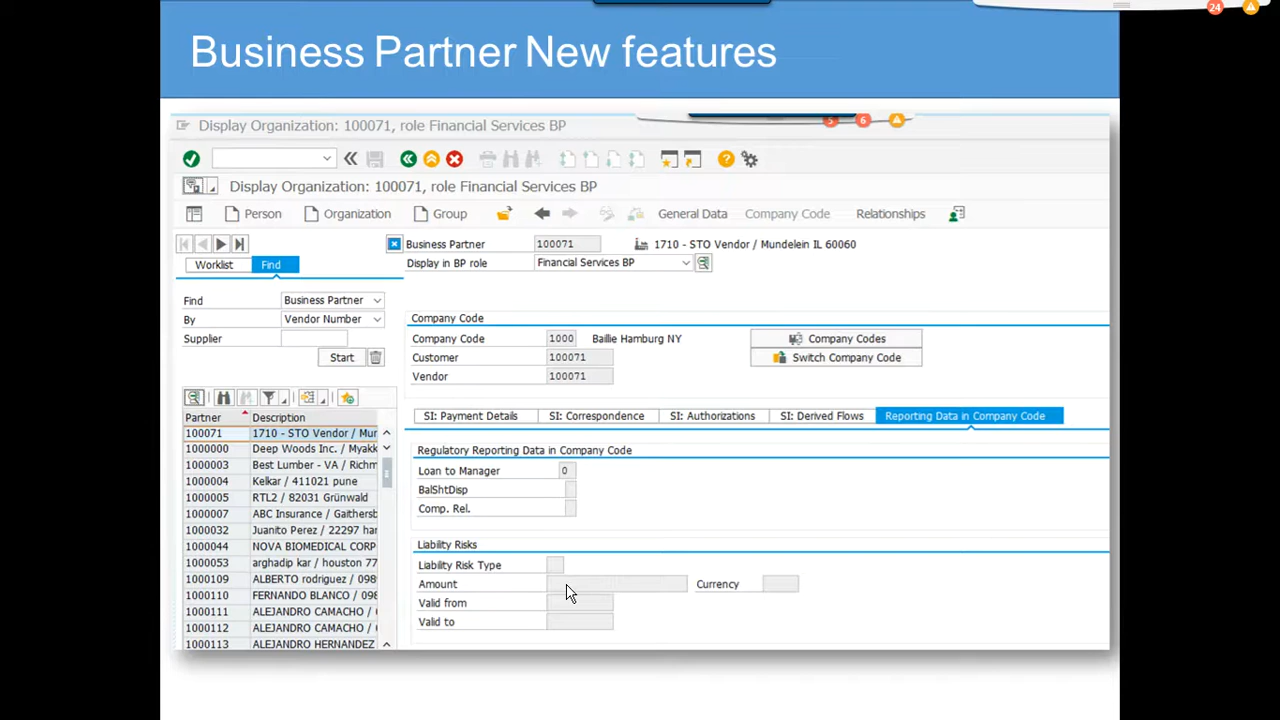 24
Business Partner New features
Display Organization: 100071, role Financial Services BP
5 6
Display Organization: 100071, role Financial Services BP
Person Organization Group General Data Company Code Relationships
Business Partner 100071 1710 - STO Vendor / Mundelein IL 60060
Worklist Find
Display in BP role Financial Services BP
Find Business Partner
By Vendor Number
Supplier
Start
Company Code
Company Code 1000 Baillie Hamburg NY Company Codes
Customer 100071 Switch Company Code
Vendor 100071
SI: Payment Details SI: Correspondence SI: Authorizations SI: Derived Flows Reporting Data in Company Code
Partner Description
100071 1710 - STO Vendor / Mur
1000000 Deep Woods Inc. / Myakk
1000003 Best Lumber - VA / Richm
1000004 Kelkar / 411021 pune
1000005 RTL2 / 82031 Grünwald
1000007 ABC Insurance / Gaithersb
1000032 Juanito Perez / 22297 har
1000044 NOVA BIOMEDICAL CORP
1000053 arghadip kar / houston 77
1000109 ALBERTO rodriguez / 098
1000110 FERNANDO BLANCO / 098
1000111 ALEJANDRO CAMACHO / 0
1000112 ALEJANDRO CAMACHO / 0
1000113 ALEJANDRO HERNANDEZ
Regulatory Reporting Data in Company Code
Loan to Manager 0
BalShtDisp
Comp. Rel.
Liability Risks
Liability Risk Type
Amount Currency
Valid from
Valid to